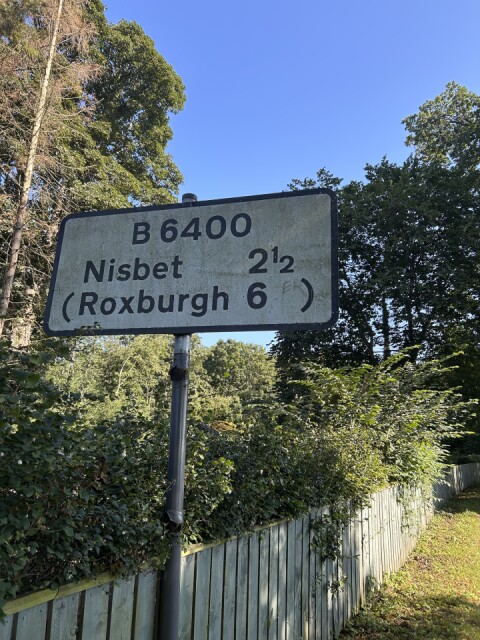 B 6400
Nisbet 2½
(Roxburgh 6 )